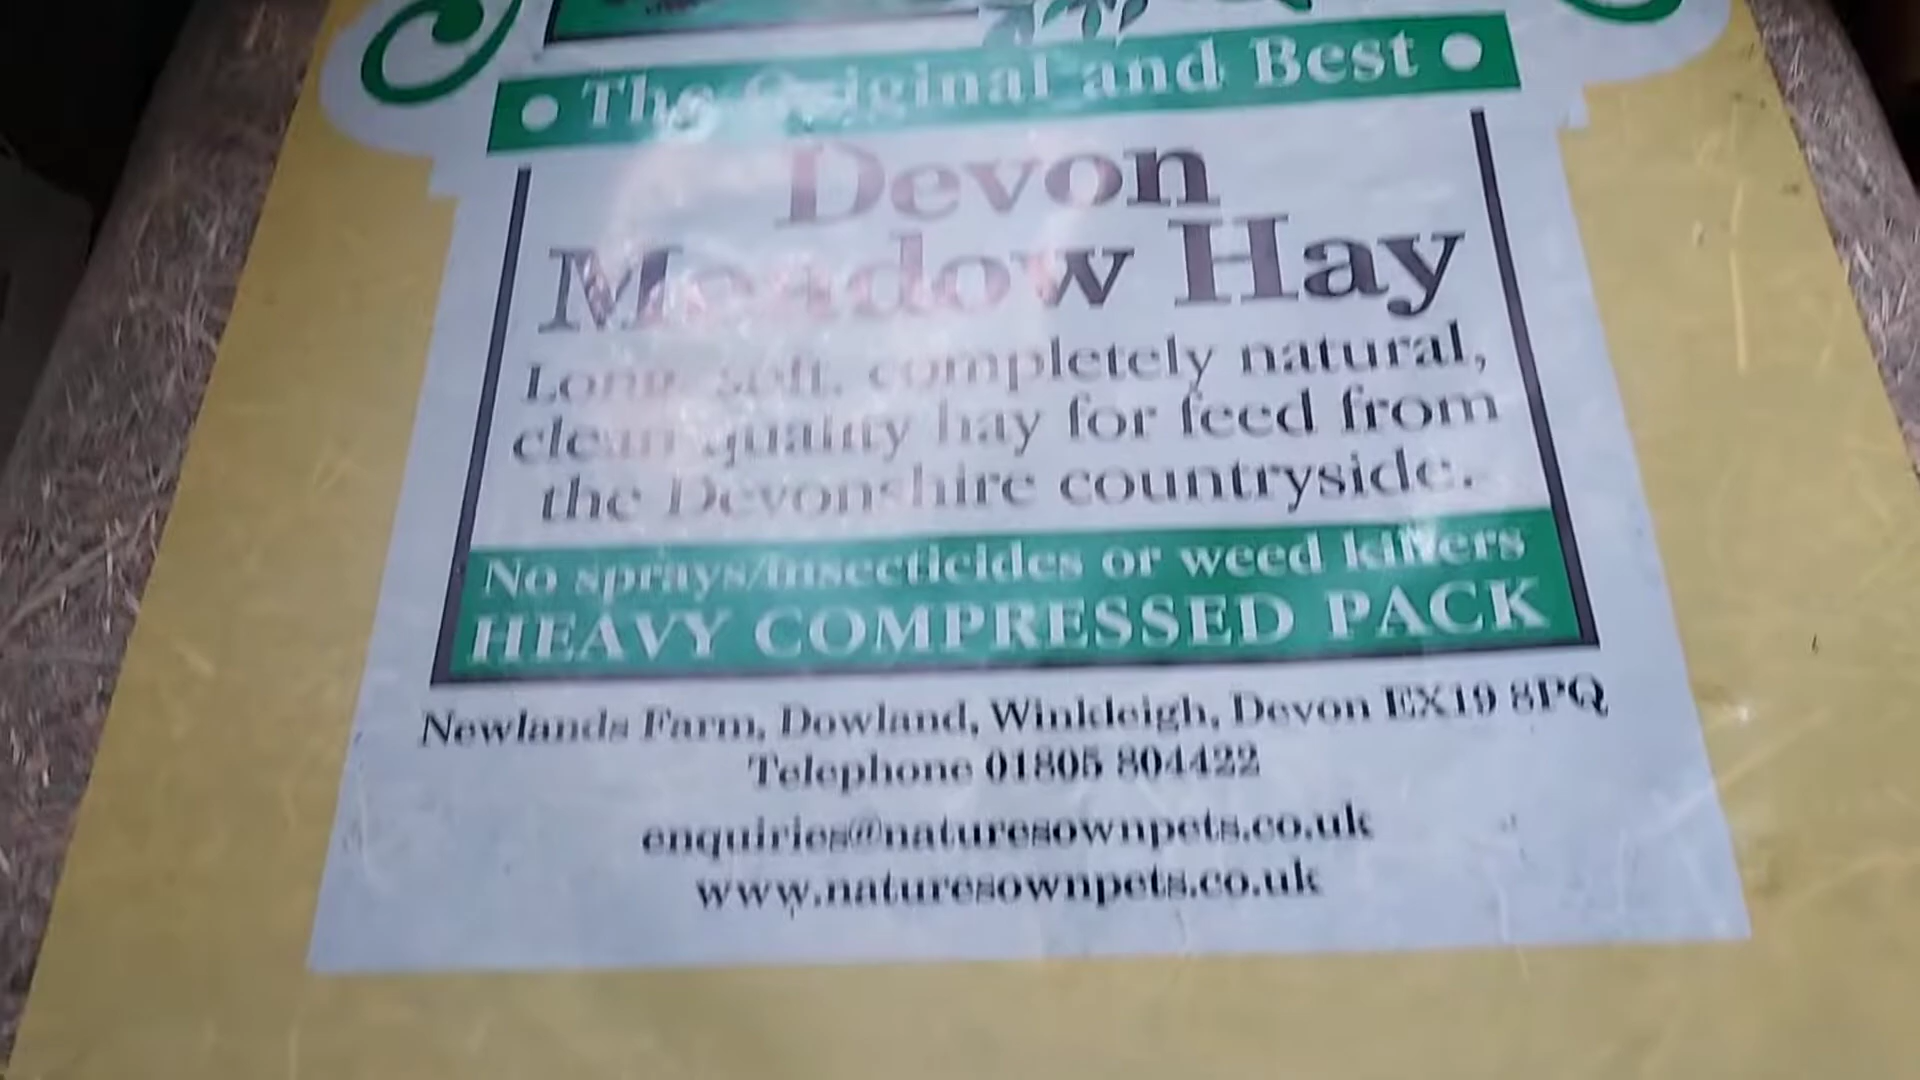 • The Original and Best •
Devon
Meadow Hay
Long, soft, completely natural,
clean quality hay for feed from
the Devonshire countryside.
No sprays/insecticides or weed killers
HEAVY COMPRESSED PACK
Newlands Farm, Dowland, Winkleigh, Devon EX19 8PQ
Telephone 01805 804422
enquiries@naturesownpets.co.uk
www.naturesownpets.co.uk